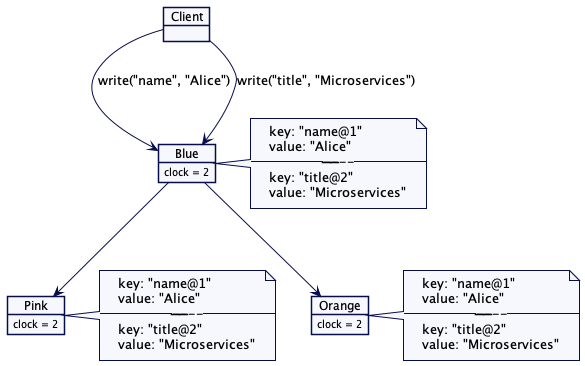 Client
write("name", "Alice")
write("title", "Microservices")
Blue
clock = 2
key: "name@1"
value: "Alice"
key: "title@2"
value: "Microservices"
Pink
clock = 2
key: "name@1"
value: "Alice"
key: "title@2"
value: "Microservices"
Orange
clock = 2
key: "name@1"
value: "Alice"
key: "title@2"
value: "Microservices"